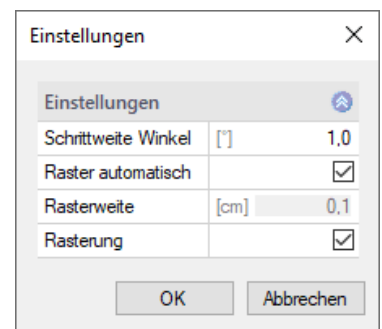 Einstellungen
Einstellungen
Schrittweite Winkel [°] 1,0
Raster automatisch
Rasterweite [cm] 0,1
Rasterung
OK Abbrechen